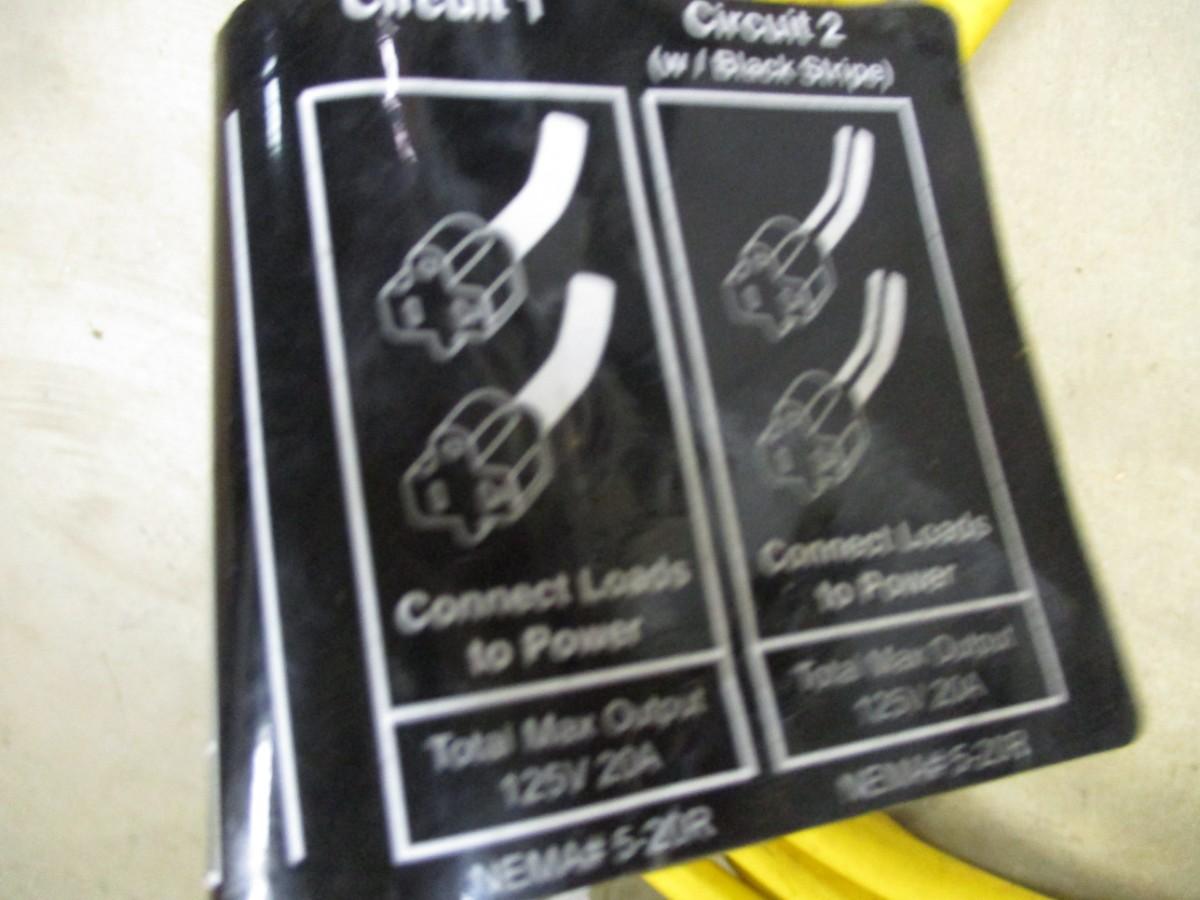 Circuit 1
Circuit 2
(w / Black Stripe)
Connect Loads
to Power
Total Max Output
125V 20A
NEMA# 5-20R
Connect Loads
to Power
Total Max Output
125V 20A
NEMA# 5-20R